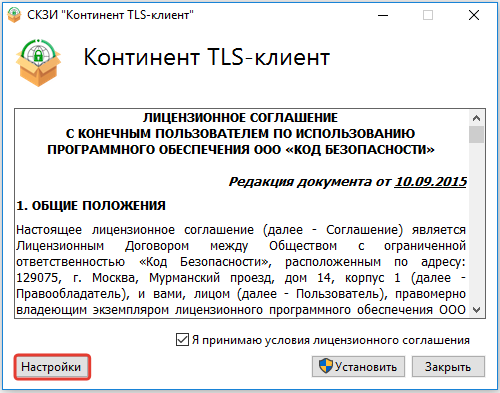 СКЗИ "Континент TLS-клиент"
Континент TLS-клиент
ЛИЦЕНЗИОННОЕ СОГЛАШЕНИЕ
С КОНЕЧНЫМ ПОЛЬЗОВАТЕЛЕМ ПО ИСПОЛЬЗОВАНИЮ
ПРОГРАММНОГО ОБЕСПЕЧЕНИЯ ООО «КОД БЕЗОПАСНОСТИ»
Редакция документа от 10.09.2015
1. ОБЩИЕ ПОЛОЖЕНИЯ
Настоящее лицензионное соглашение (далее - Соглашение) является
Лицензионным Договором между Обществом с ограниченной
ответственностью «Код Безопасности», расположенным по адресу:
129075, г. Москва, Мурманский проезд, дом 14, корпус 1 (далее -
Правообладатель), и вами, лицом (далее - Пользователь), правомерно
владеющим экземпляром лицензионного программного обеспечения ООО
Я принимаю условия лицензионного соглашения
Настройки
Установить
Закрыть